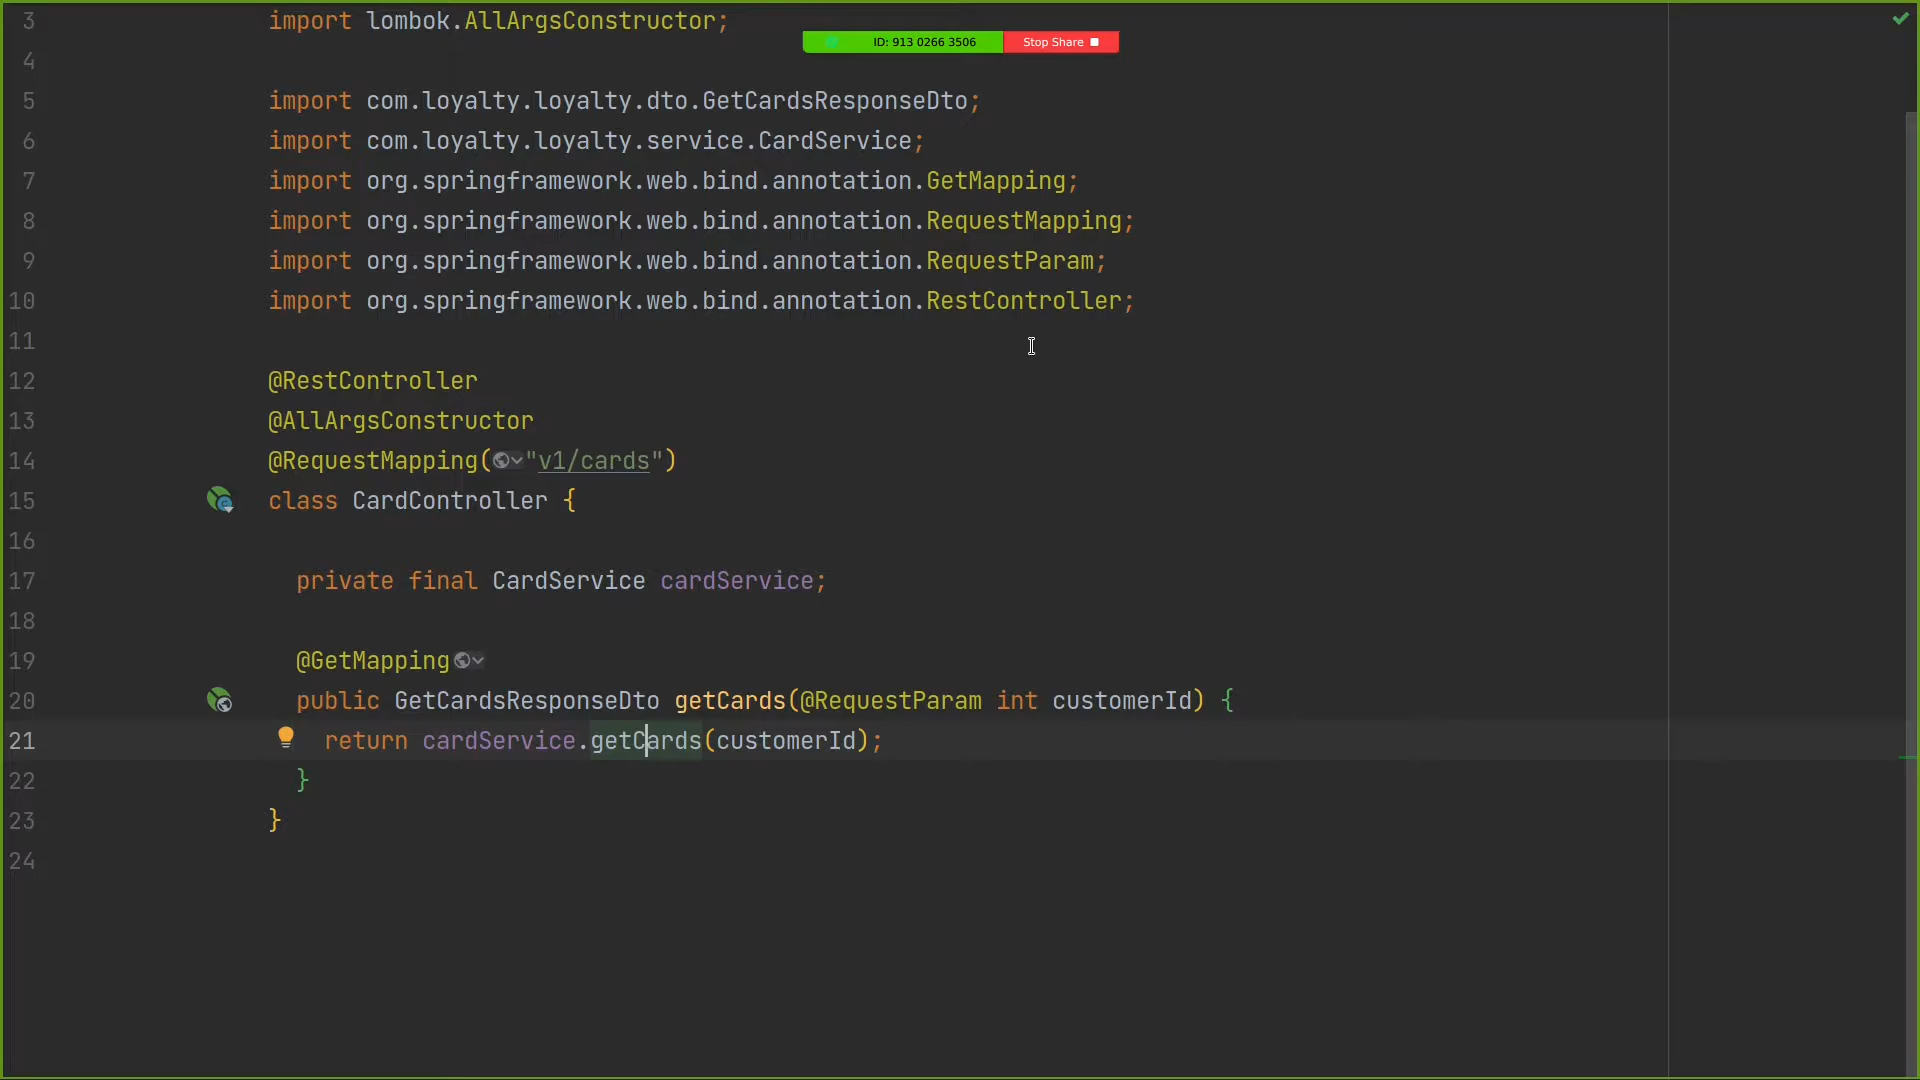 3 import lombok.AllArgsConstructor;
ID: 913 0266 3506 Stop Share
4
5 import com.loyalty.loyalty.dto.GetCardsResponseDto;
6 import com.loyalty.loyalty.service.CardService;
7 import org.springframework.web.bind.annotation.GetMapping;
8 import org.springframework.web.bind.annotation.RequestMapping;
9 import org.springframework.web.bind.annotation.RequestParam;
10 import org.springframework.web.bind.annotation.RestController;
11
12 @RestController
13 @AllArgsConstructor
14 @RequestMapping("v1/cards")
15 class CardController {
16
17 private final CardService cardService;
18
19 @GetMapping
20 public GetCardsResponseDto getCards(@RequestParam int customerId) {
21 return cardService.getCards(customerId);
22 }
23 }
24